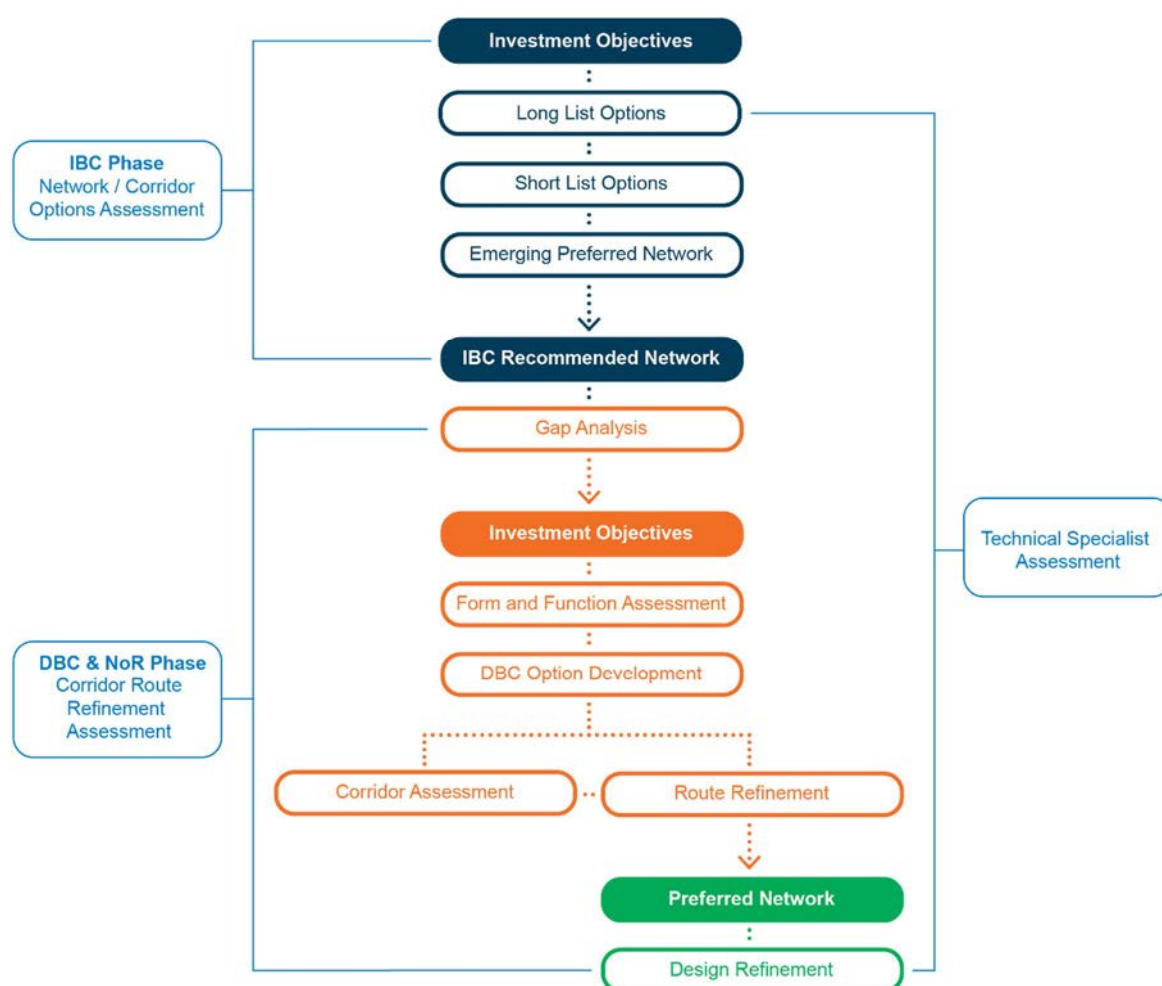 Investment Objectives
Long List Options
IBC Phase
Network / Corridor
Options Assessment
Short List Options
Emerging Preferred Network
IBC Recommended Network
Gap Analysis
Investment Objectives
Technical Specialist
Assessment
Form and Function Assessment
DBC & NoR Phase
Corridor Route
Refinement
Assessment
DBC Option Development
Corridor Assessment
Route Refinement
Preferred Network
Design Refinement